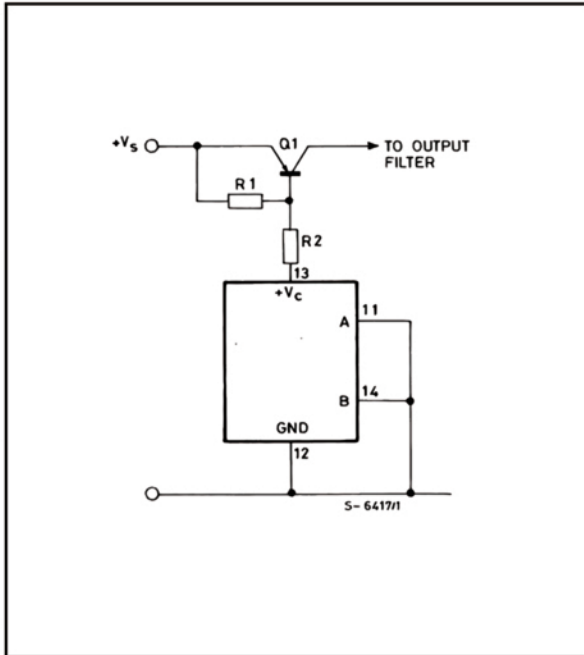 +Vs
Q1
TO OUTPUT
FILTER
R1
R2
13
+Vc
11
A
14
B
GND
12
S-6417/1